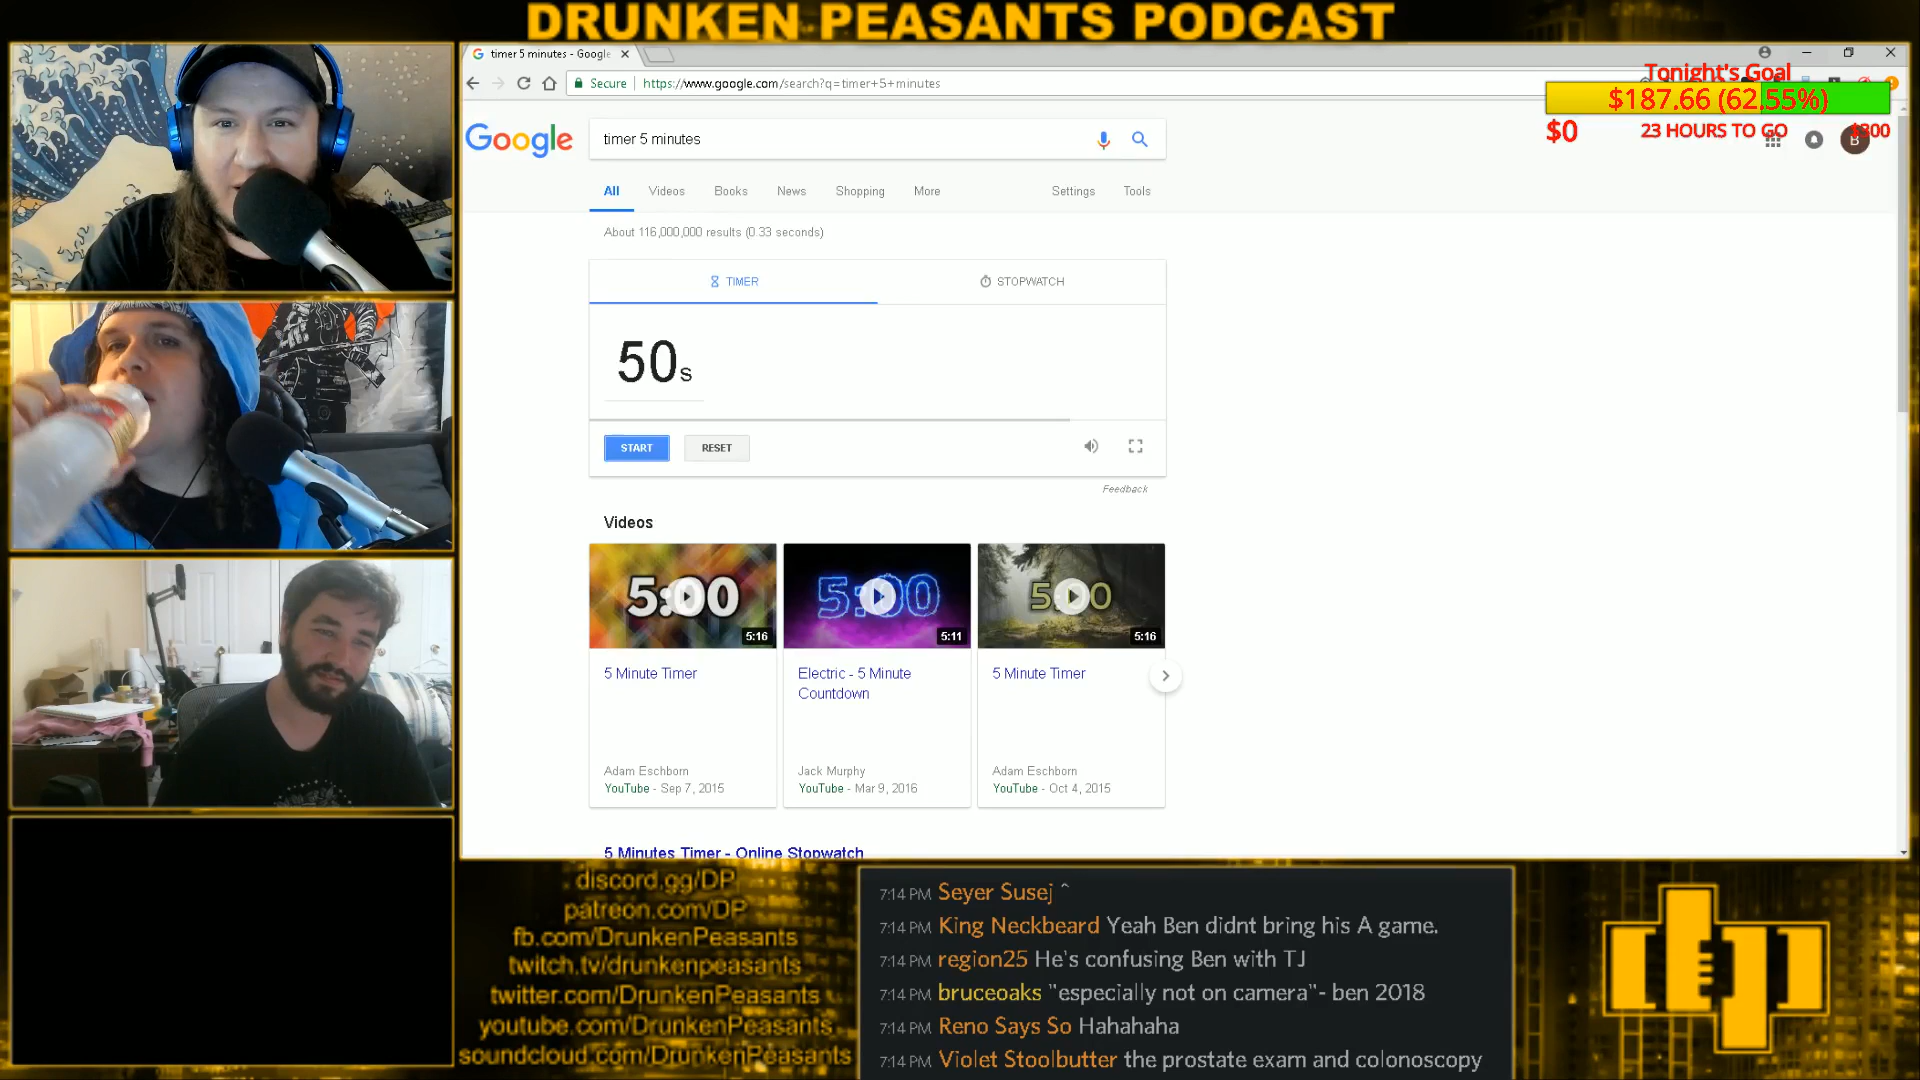 DRUNKEN PEASANTS PODCAST
timer 5 minutes - Google
Secure https://www.google.com/search?q=timer+5+minutes
Tonight's Goal
$187.66 (62.55%)
$0 23 HOURS TO GO $300
Google
timer 5 minutes
B
All Videos Books News Shopping More Settings Tools
About 116,000,000 results (0.33 seconds)
TIMER STOPWATCH
50s
START RESET
Feedback
Videos
5:00 5:00 5:00
5:16 5:11 5:16
5 Minute Timer
Electric - 5 Minute
Countdown
5 Minute Timer
Adam Eschborn
YouTube - Sep 7, 2015
Jack Murphy
YouTube - Mar 9, 2016
Adam Eschborn
YouTube - Oct 4, 2015
5 Minutes Timer - Online Stopwatch
discord.gg/DP
patreon.com/DP
fb.com/DrunkenPeasants
twitch.tv/drunkenpeasants
twitter.com/DrunkenPeasants
youtube.com/DrunkenPeasants
soundcloud.com/DrunkenPeasants
7:14 PM Seyer Susej ^
7:14 PM King Neckbeard Yeah Ben didnt bring his A game.
7:14 PM region25 He's confusing Ben with TJ
7:14 PM bruceoaks "especially not on camera"- ben 2018
7:14 PM Reno Says So Hahahaha
7:14 PM Violet Stoolbutter the prostate exam and colonoscopy